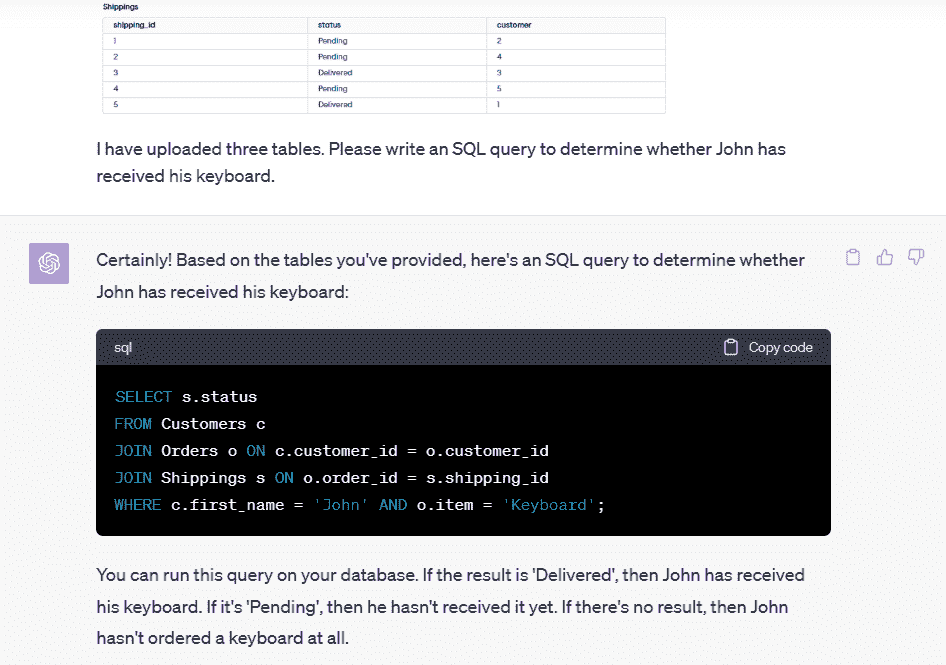 Shippings
shipping_id status customer
1 Pending 2
2 Pending 4
3 Delivered 3
4 Pending 5
5 Delivered 1
I have uploaded three tables. Please write an SQL query to determine whether John has
received his keyboard.
Certainly! Based on the tables you've provided, here's an SQL query to determine whether
John has received his keyboard:
sql Copy code
SELECT s.status
FROM Customers c
JOIN Orders o ON c.customer_id = o.customer_id
JOIN Shippings s ON o.order_id = s.shipping_id
WHERE c.first_name = 'John' AND o.item = 'Keyboard';
You can run this query on your database. If the result is 'Delivered', then John has received
his keyboard. If it's 'Pending', then he hasn't received it yet. If there's no result, then John
hasn't ordered a keyboard at all.